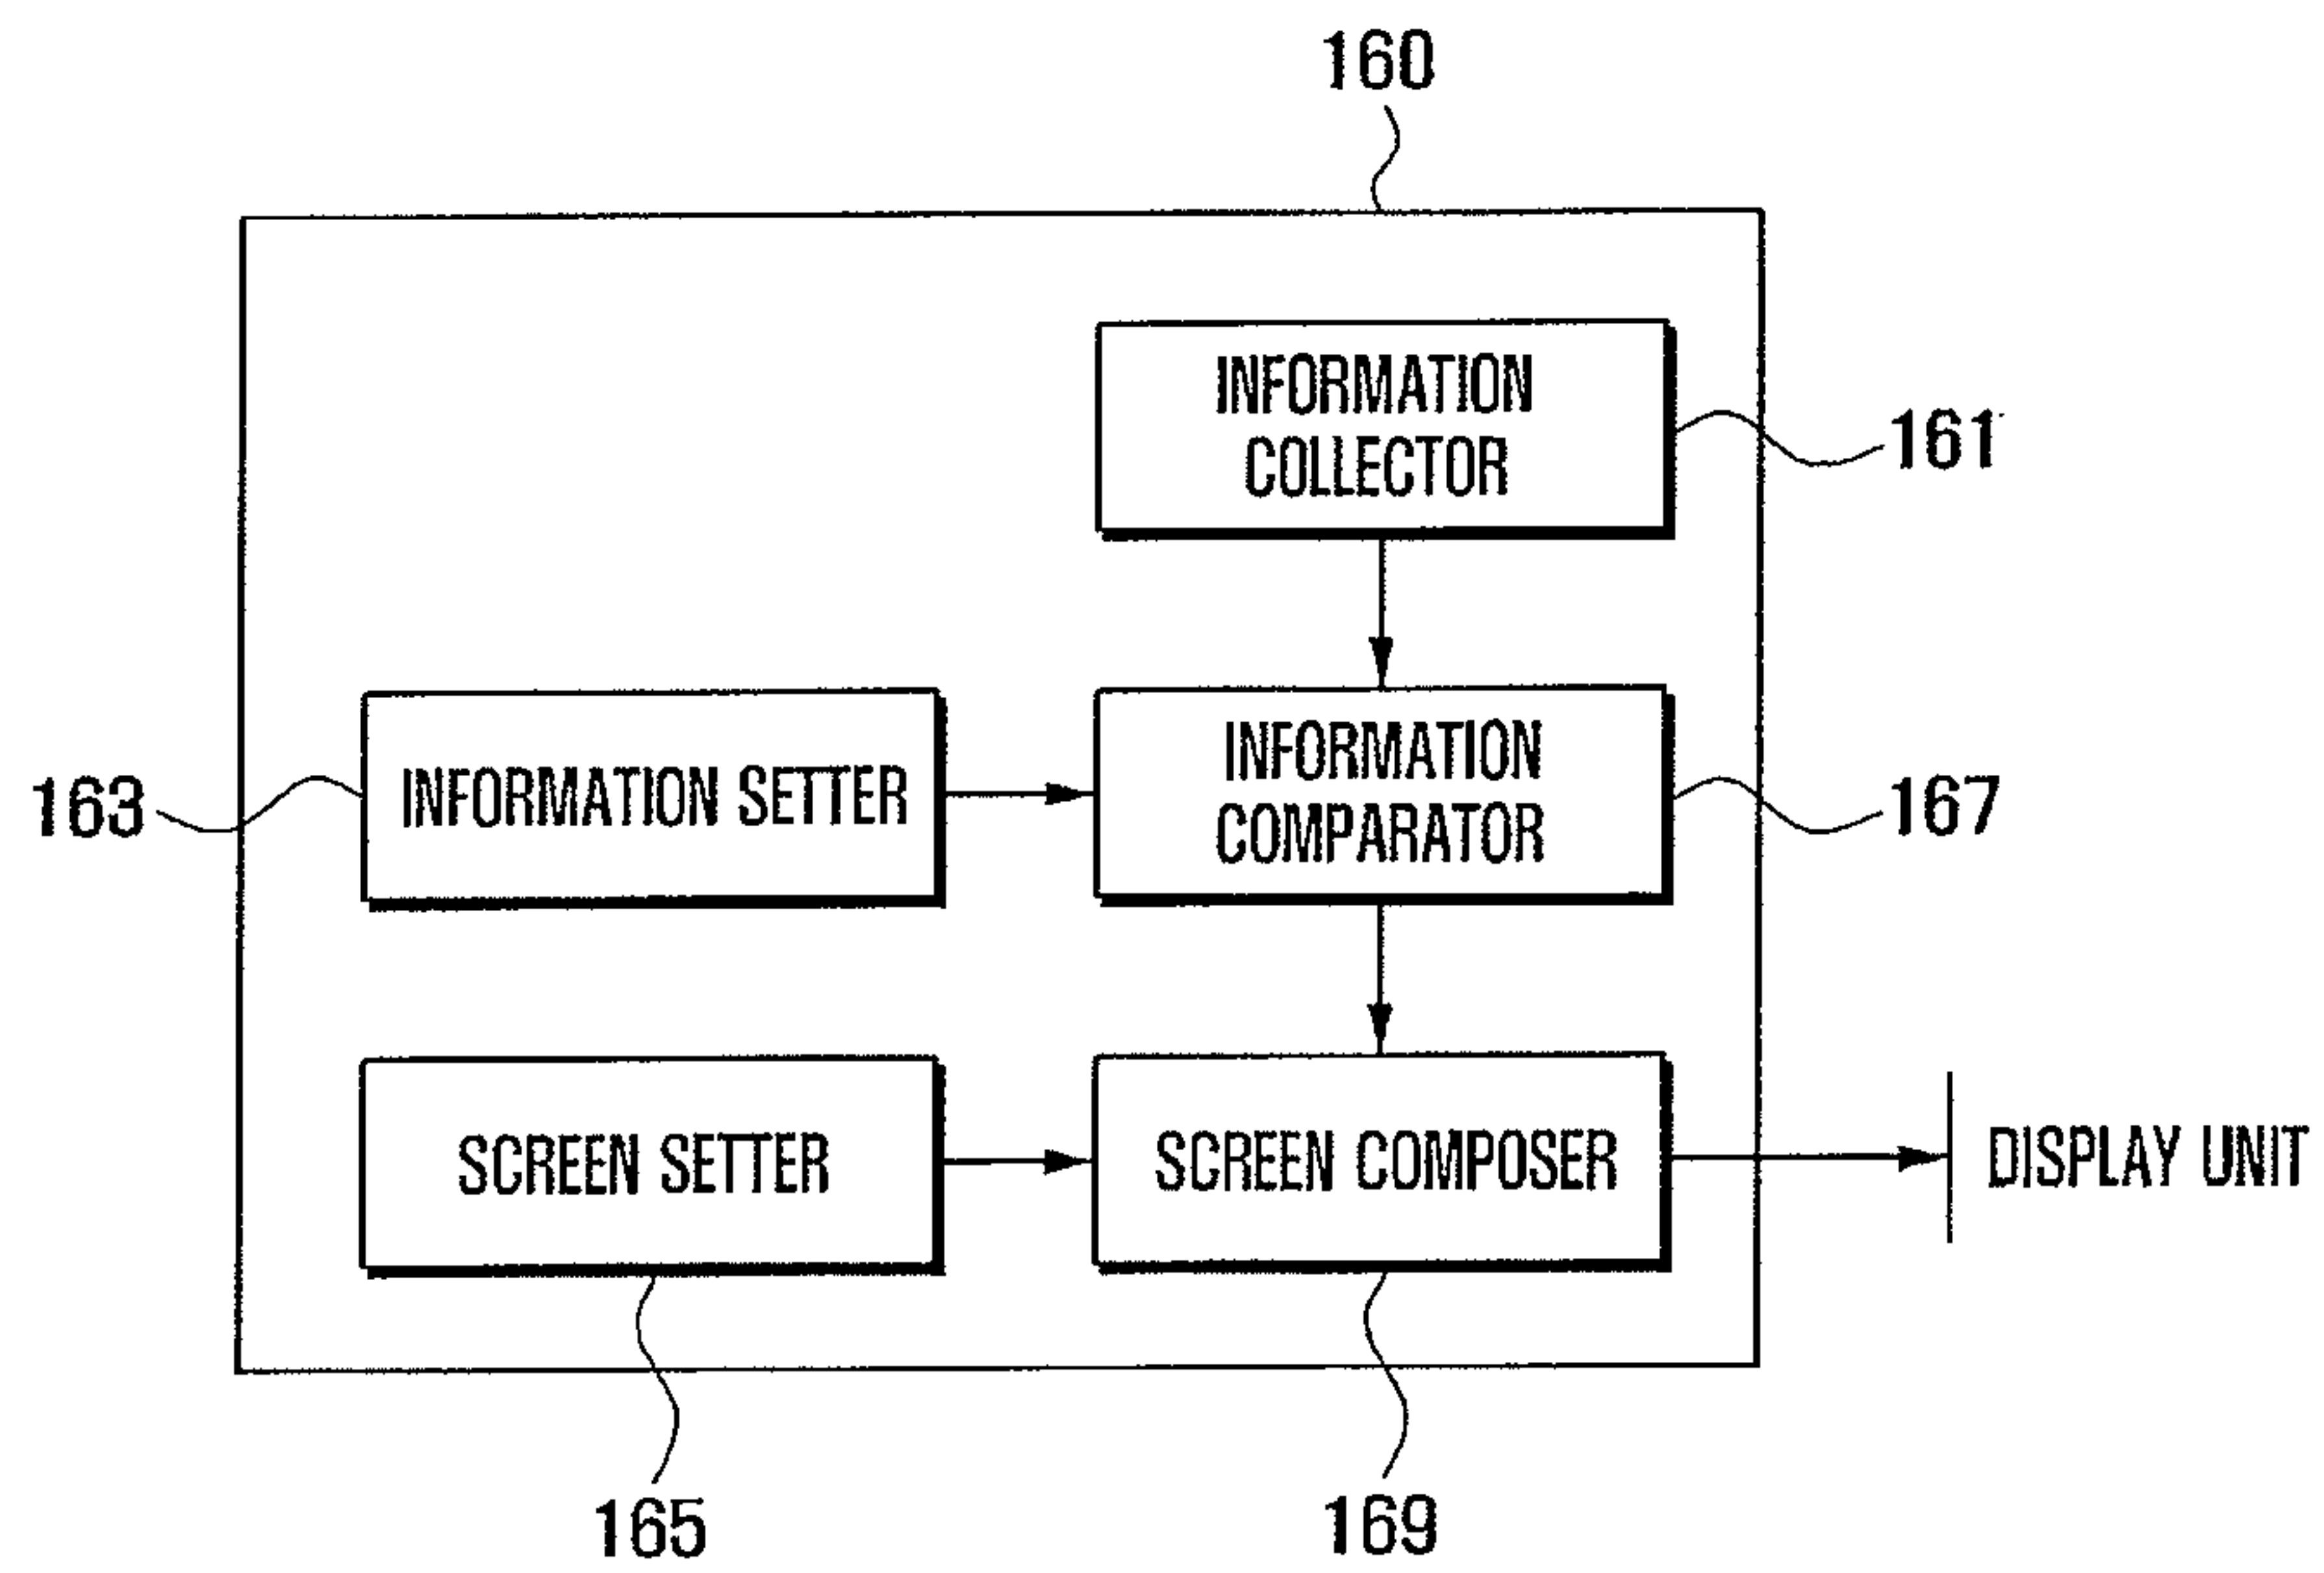 160
INFORMATION
COLLECTOR
161
163
INFORMATION SETTER
INFORMATION
COMPARATOR
167
SCREEN SETTER
SCREEN COMPOSER
DISPLAY UNIT
165
169